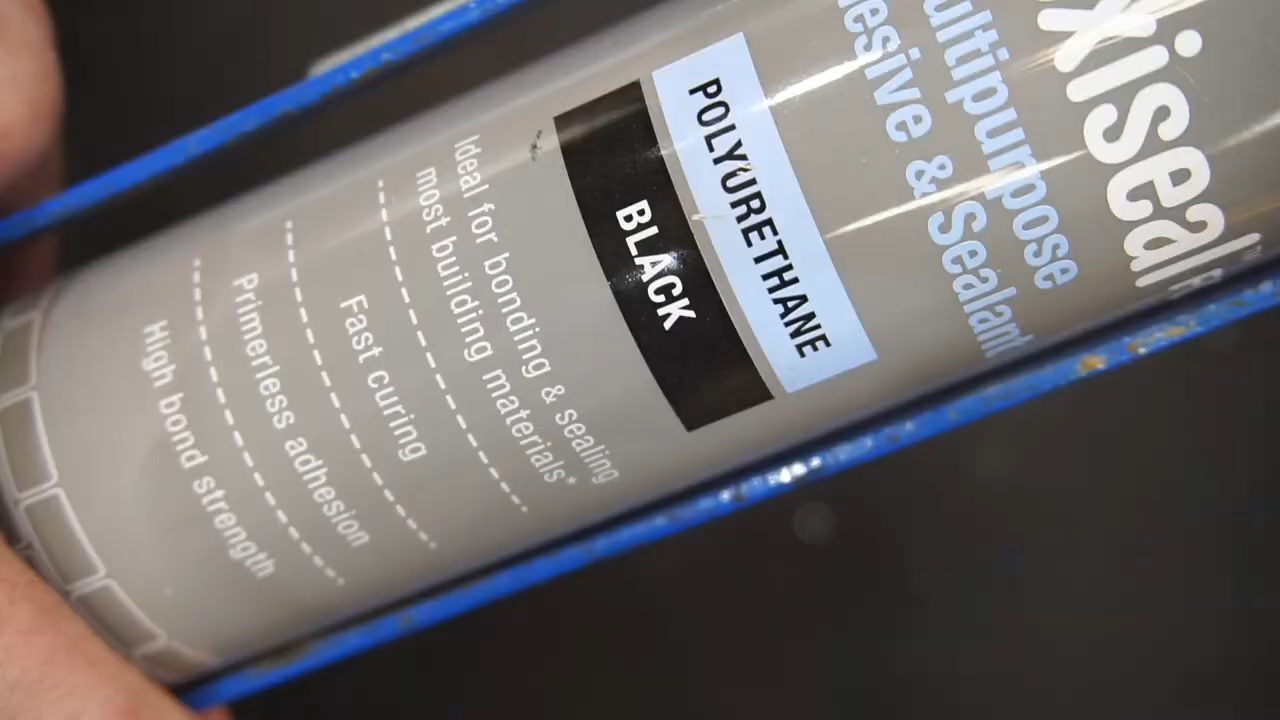 xiseal
ultipurpose
esive & Sealant
POLYURETHANE
BLACK
Ideal for bonding & sealing
most building materials*
Fast curing
Primerless adhesion
High bond strength